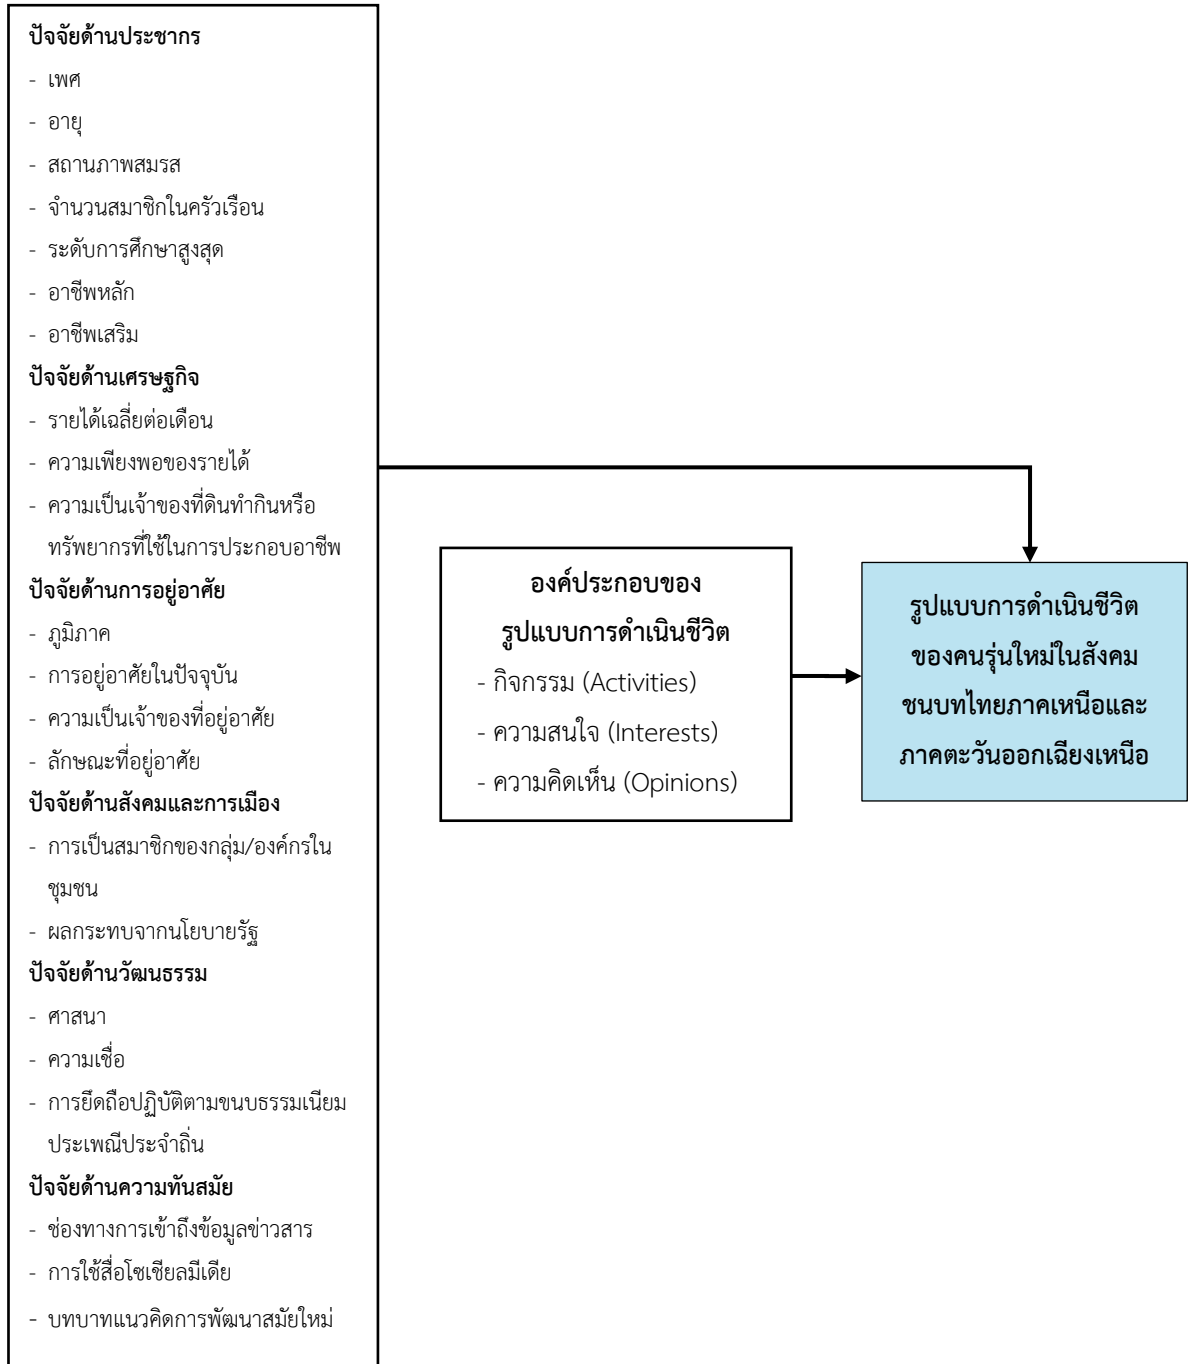 ปัจจัยด้านประชากร
- เพศ
- อายุ
- สถานภาพสมรส
- จำนวนสมาชิกในครัวเรือน
- ระดับการศึกษาสูงสุด
- อาชีพหลัก
- อาชีพเสริม
ปัจจัยด้านเศรษฐกิจ
- รายได้เฉลี่ยต่อเดือน
- ความเพียงพอของรายได้
- ความเป็นเจ้าของที่ดินทำกินหรือ
ทรัพยากรที่ใช้ในการประกอบอาชีพ
ปัจจัยด้านการอยู่อาศัย
- ภูมิภาค
- การอยู่อาศัยในปัจจุบัน
- ความเป็นเจ้าของที่อยู่อาศัย
- ลักษณะที่อยู่อาศัย
ปัจจัยด้านสังคมและการเมือง
- การเป็นสมาชิกของกลุ่ม/องค์กรใน
ชุมชน
- ผลกระทบจากนโยบายรัฐ
ปัจจัยด้านวัฒนธรรม
- ศาสนา
- ความเชื่อ
- การยึดถือปฏิบัติตามขนบธรรมเนียม
ประเพณีประจำถิ่น
ปัจจัยด้านความทันสมัย
- ช่องทางการเข้าถึงข้อมูลข่าวสาร
- การใช้สื่อโซเชียลมีเดีย
- บทบาทแนวคิดการพัฒนาสมัยใหม่
องค์ประกอบของ
รูปแบบการดำเนินชีวิต
- กิจกรรม (Activities)
- ความสนใจ (Interests)
- ความคิดเห็น (Opinions)
รูปแบบการดำเนินชีวิต
ของคนรุ่นใหม่ในสังคม
ชนบทไทยภาคเหนือและ
ภาคตะวันออกเฉียงเหนือ